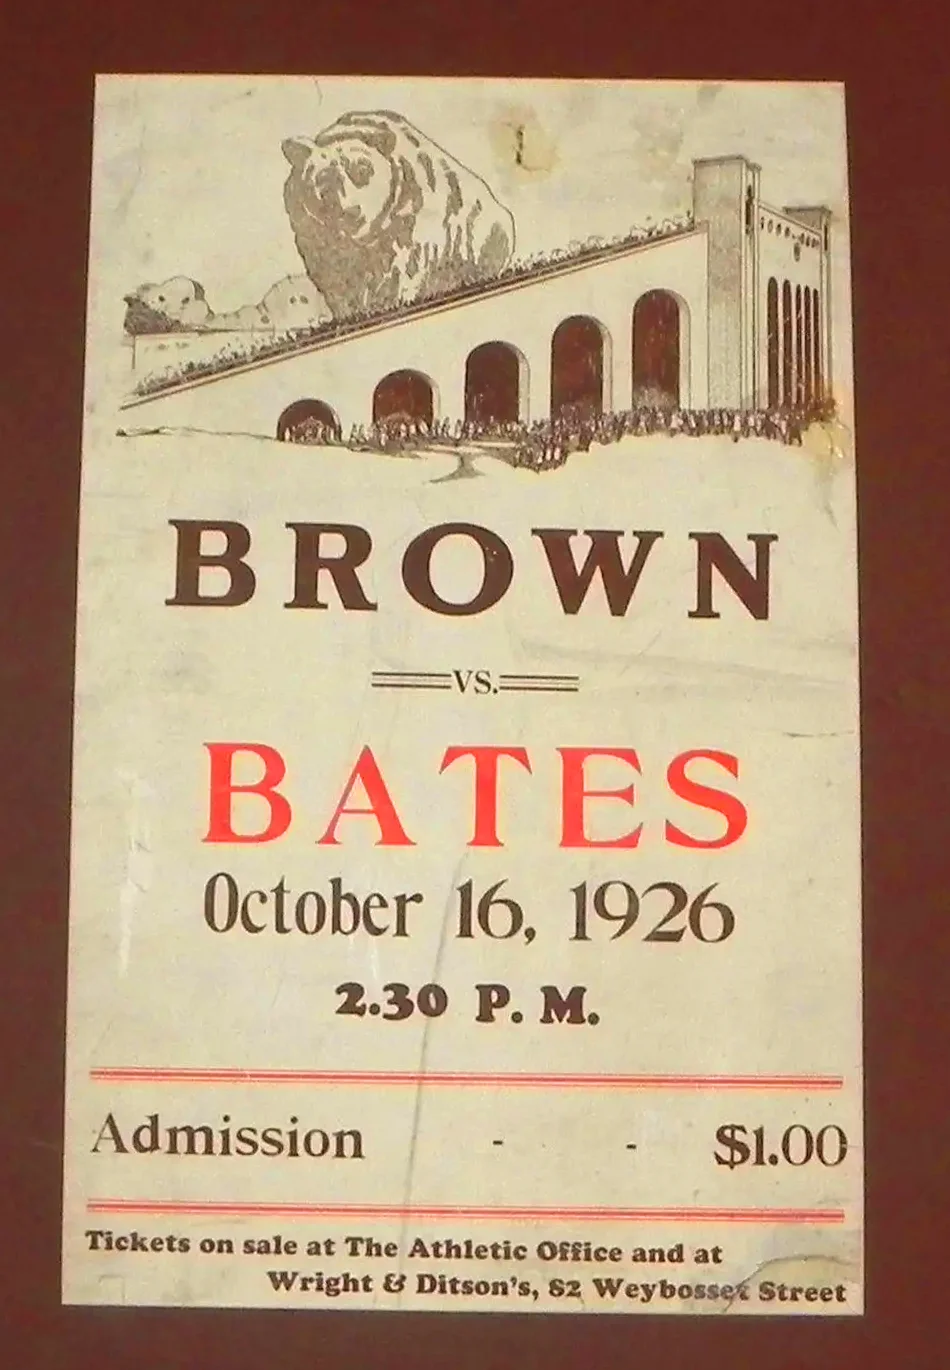 BROWN
VS.
BATES
October 16, 1926
2.30 P. M.
Admission - - $1.00
Tickets on sale at The Athletic Office and at
Wright & Ditson's, 82 Weybosset Street